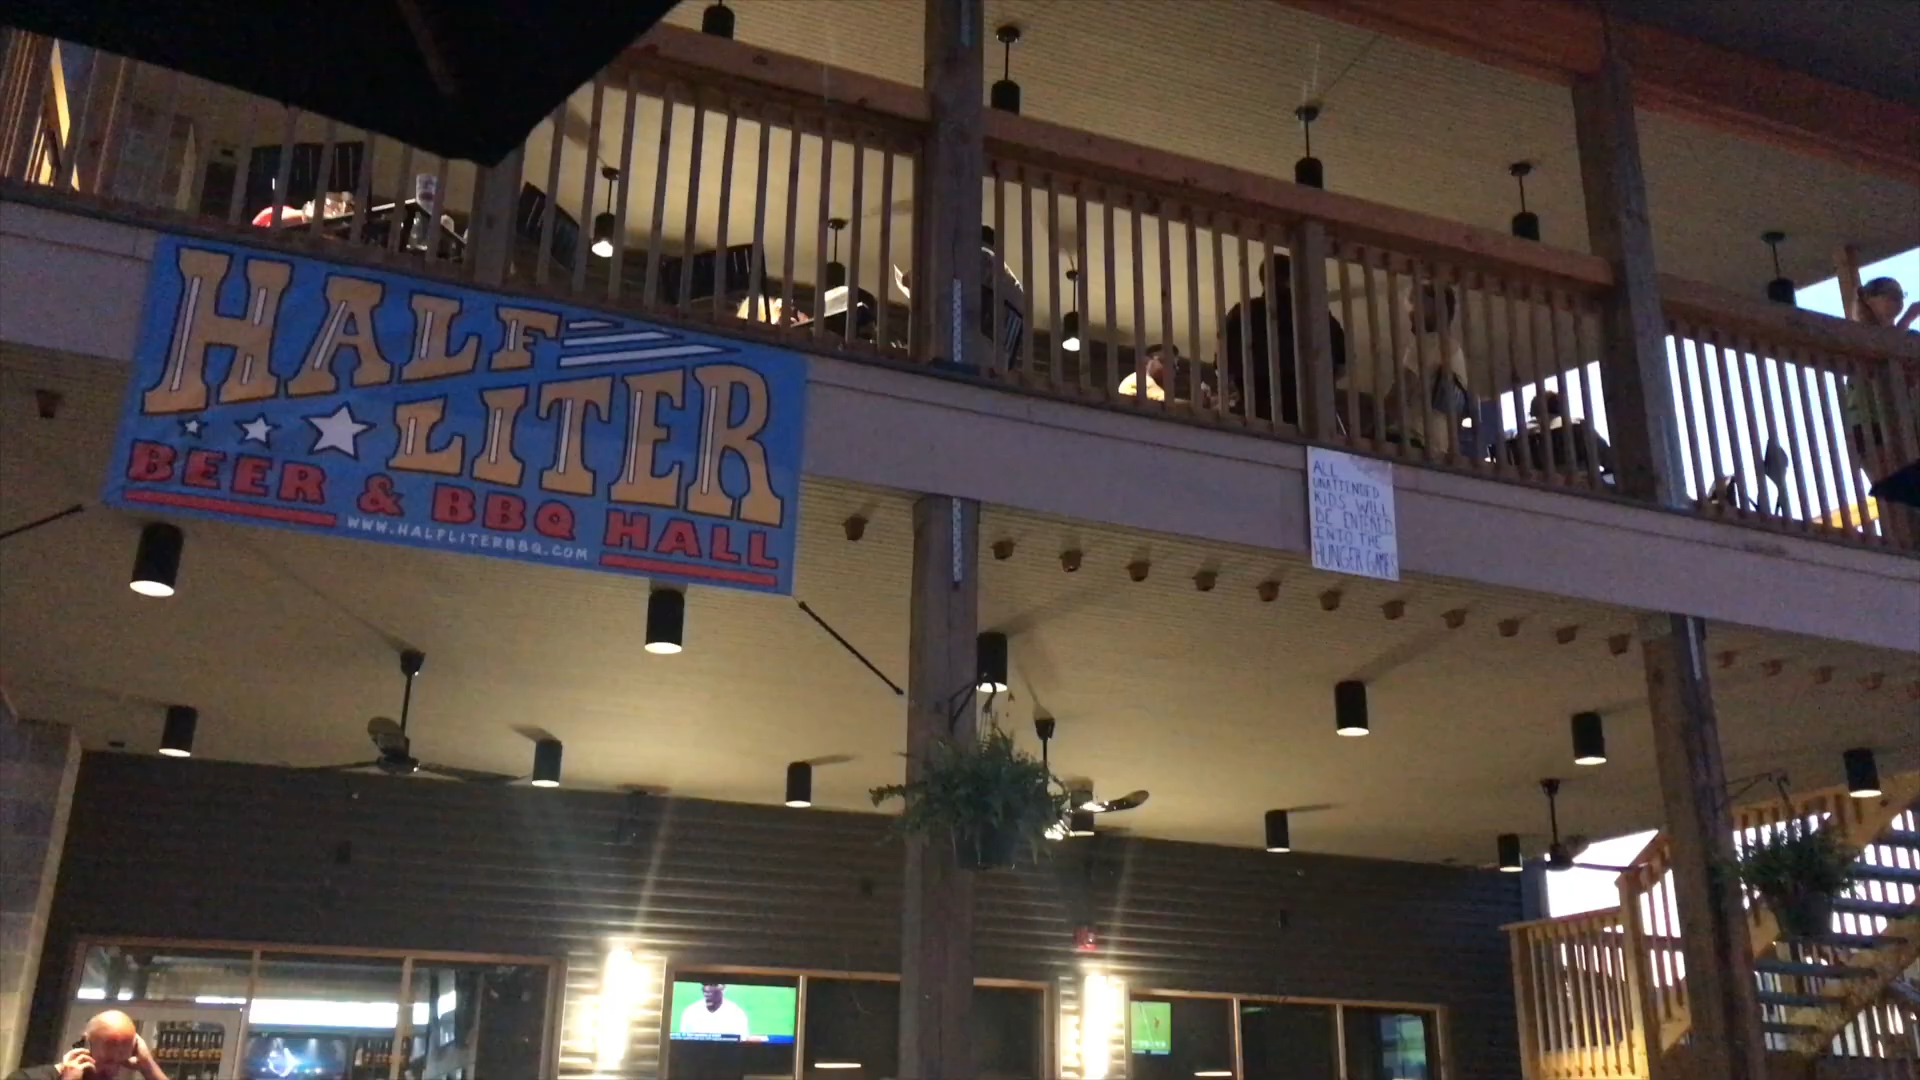 HALF
LITER
BEER & BBQ HALL
WWW.HALFLITERBBQ.COM
ALL
UNATTENDED
KIDS WILL
BE ENTERED
INTO THE
HUNGER GAMES